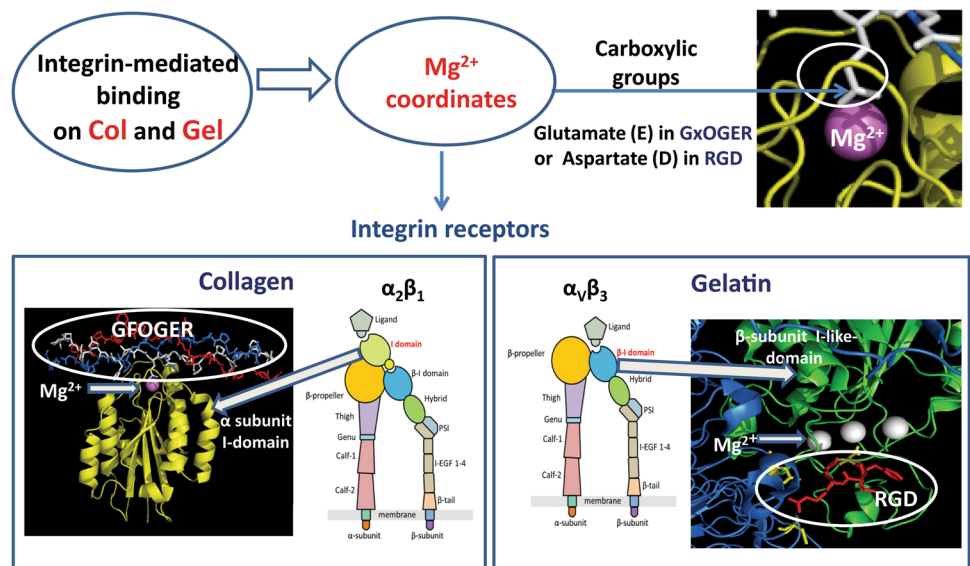 Integrin-mediated
binding
on Col and Gel
Mg2+
coordinates
Carboxylic
groups
Glutamate (E) in GxOGER
or Aspartate (D) in RGD
Mg2+
Integrin receptors
Collagen
GFOGER
Mg2+
α subunit
I-domain
α2β1
Ligand
I domain
β-I domain
β-propeller
Hybrid
Thigh
PSI
Genu
Calf-1
I-EGF 1-4
Calf-2
β-tail
membrane
α-subunit
β-subunit
αVβ3
Ligand
β-propeller
β-I domain
Hybrid
Thigh
PSI
Genu
Calf-1
I-EGF 1-4
Calf-2
β-tail
membrane
α-subunit
β-subunit
Gelatin
β-subunit I-like-
domain
Mg2+
RGD